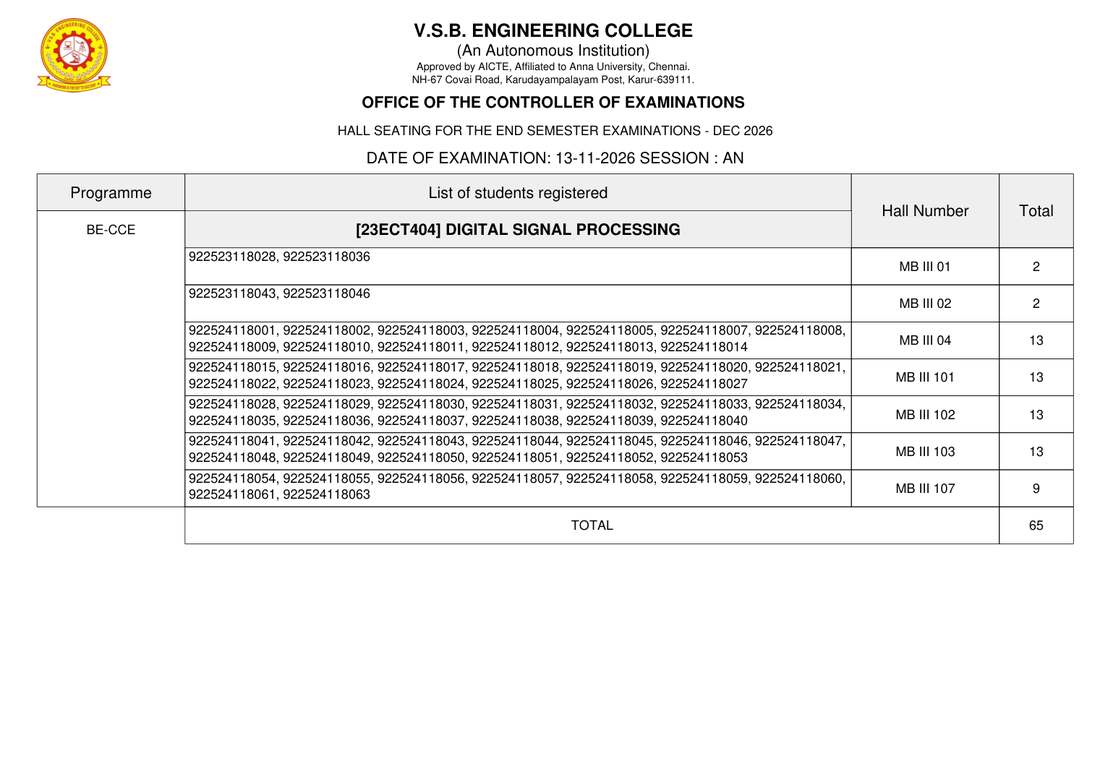 V.S.B. ENGINEERING COLLEGE
(An Autonomous Institution)
Approved by AICTE, Affiliated to Anna University, Chennai.
NH-67 Covai Road, Karudayampalayam Post, Karur-639111.
OFFICE OF THE CONTROLLER OF EXAMINATIONS
HALL SEATING FOR THE END SEMESTER EXAMINATIONS - DEC 2026
DATE OF EXAMINATION: 13-11-2026 SESSION : AN
Programme List of students registered Hall Number Total
BE-CCE [23ECT404] DIGITAL SIGNAL PROCESSING
922523118028, 922523118036 MB III 01 2
922523118043, 922523118046 MB III 02 2
922524118001, 922524118002, 922524118003, 922524118004, 922524118005, 922524118007, 922524118008,
922524118009, 922524118010, 922524118011, 922524118012, 922524118013, 922524118014 MB III 04 13
922524118015, 922524118016, 922524118017, 922524118018, 922524118019, 922524118020, 922524118021,
922524118022, 922524118023, 922524118024, 922524118025, 922524118026, 922524118027 MB III 101 13
922524118028, 922524118029, 922524118030, 922524118031, 922524118032, 922524118033, 922524118034,
922524118035, 922524118036, 922524118037, 922524118038, 922524118039, 922524118040 MB III 102 13
922524118041, 922524118042, 922524118043, 922524118044, 922524118045, 922524118046, 922524118047,
922524118048, 922524118049, 922524118050, 922524118051, 922524118052, 922524118053 MB III 103 13
922524118054, 922524118055, 922524118056, 922524118057, 922524118058, 922524118059, 922524118060,
922524118061, 922524118063 MB III 107 9
TOTAL 65